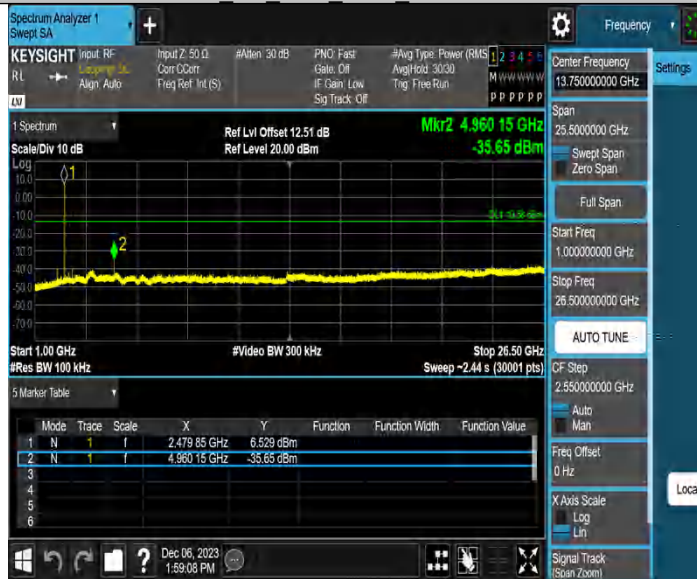 Spectrum Analyzer 1
Swept SA
Frequency
KEYSIGHT
Input: RF
Align: Auto
Input Z: 50 Ω
Corr CCorr
Freq Ref: Int (S)
#Atten: 30 dB
PNO: Fast
Gate: Off
IF Gain: Low
Sig Track: Off
#Avg Type: Power (RMS
Avg|Hold: 30/30
Trig: Free Run
1 2 3 4 5 6
M W W W W W
P P P P P P
R L
LXI
1 Spectrum
Scale/Div 10 dB
Ref Lvl Offset 12.51 dB
Ref Level 20.00 dBm
Mkr2 4.960 15 GHz
-35.65 dBm
Log
10.0
0.00
-10.0
-20.0
-30.0
-40.0
-50.0
-60.0
-70.0
1
2
Start 1.00 GHz
#Res BW 100 kHz
#Video BW 300 kHz
Stop 26.50 GHz
Sweep ~2.44 s (30001 pts)
5 Marker Table
Mode Trace Scale X Y Function Function Width Function Value
1 N 1 f 2.479 85 GHz 6.529 dBm
2 N 1 f 4.960 15 GHz -35.65 dBm
3
4
5
6
Dec 06, 2023
1:59:08 PM
?
Center Frequency
13.750000000 GHz
Settings
Span
25.5000000 GHz
Swept Span
Zero Span
Full Span
Start Freq
1.000000000 GHz
Stop Freq
26.500000000 GHz
AUTO TUNE
CF Step
2.550000000 GHz
Auto
Man
Freq Offset
0 Hz
Loca
X Axis Scale
Log
Lin
Signal Track
(Span Zoom)